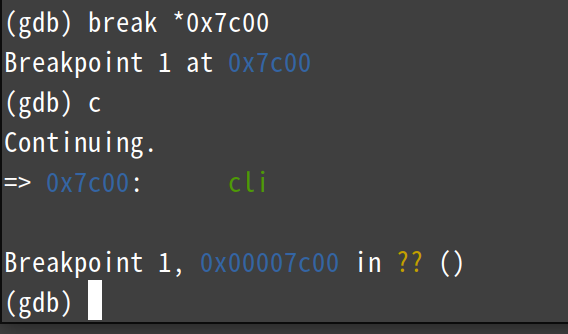 (gdb) break *0x7c00
Breakpoint 1 at 0x7c00
(gdb) c
Continuing.
=> 0x7c00:      cli
Breakpoint 1, 0x00007c00 in ?? ()
(gdb)